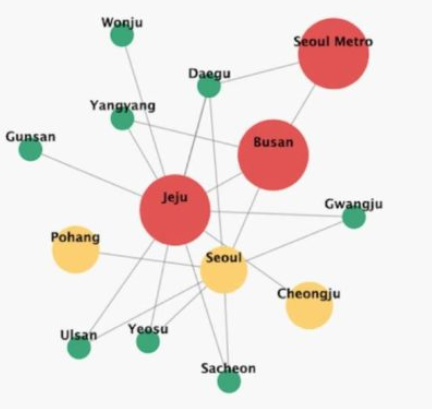 Wonju
Seoul Metro
Daegu
Yangyang
Gunsan
Busan
Jeju
Gwangju
Pohang
Seoul
Cheongju
Ulsan
Yeosu
Sacheon